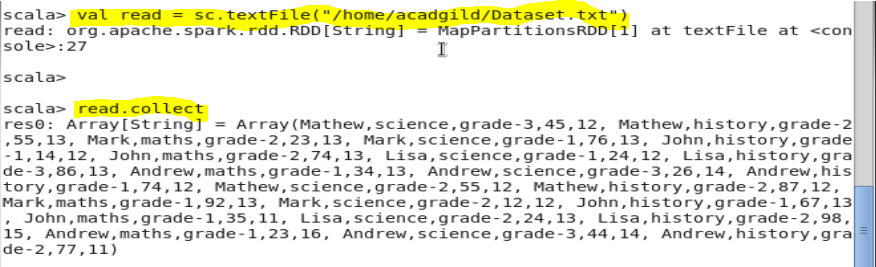 scala> val read = sc.textFile("/home/acadgild/Dataset.txt")
read: org.apache.spark.rdd.RDD[String] = MapPartitionsRDD[1] at textFile at <con
sole>:27
scala>
scala> read.collect
res0: Array[String] = Array(Mathew,science,grade-3,45,12, Mathew,history,grade-2
,55,13, Mark,maths,grade-2,23,13, Mark,science,grade-1,76,13, John,history,grade
-1,14,12, John,maths,grade-2,74,13, Lisa,science,grade-1,24,12, Lisa,history,gra
de-3,86,13, Andrew,maths,grade-1,34,13, Andrew,science,grade-3,26,14, Andrew,his
tory,grade-1,74,12, Mathew,science,grade-2,55,12, Mathew,history,grade-2,87,12,
Mark,maths,grade-1,92,13, Mark,science,grade-2,12,12, John,history,grade-1,67,13
, John,maths,grade-1,35,11, Lisa,science,grade-2,24,13, Lisa,history,grade-2,98,
15, Andrew,maths,grade-1,23,16, Andrew,science,grade-3,44,14, Andrew,history,gra
de-2,77,11)